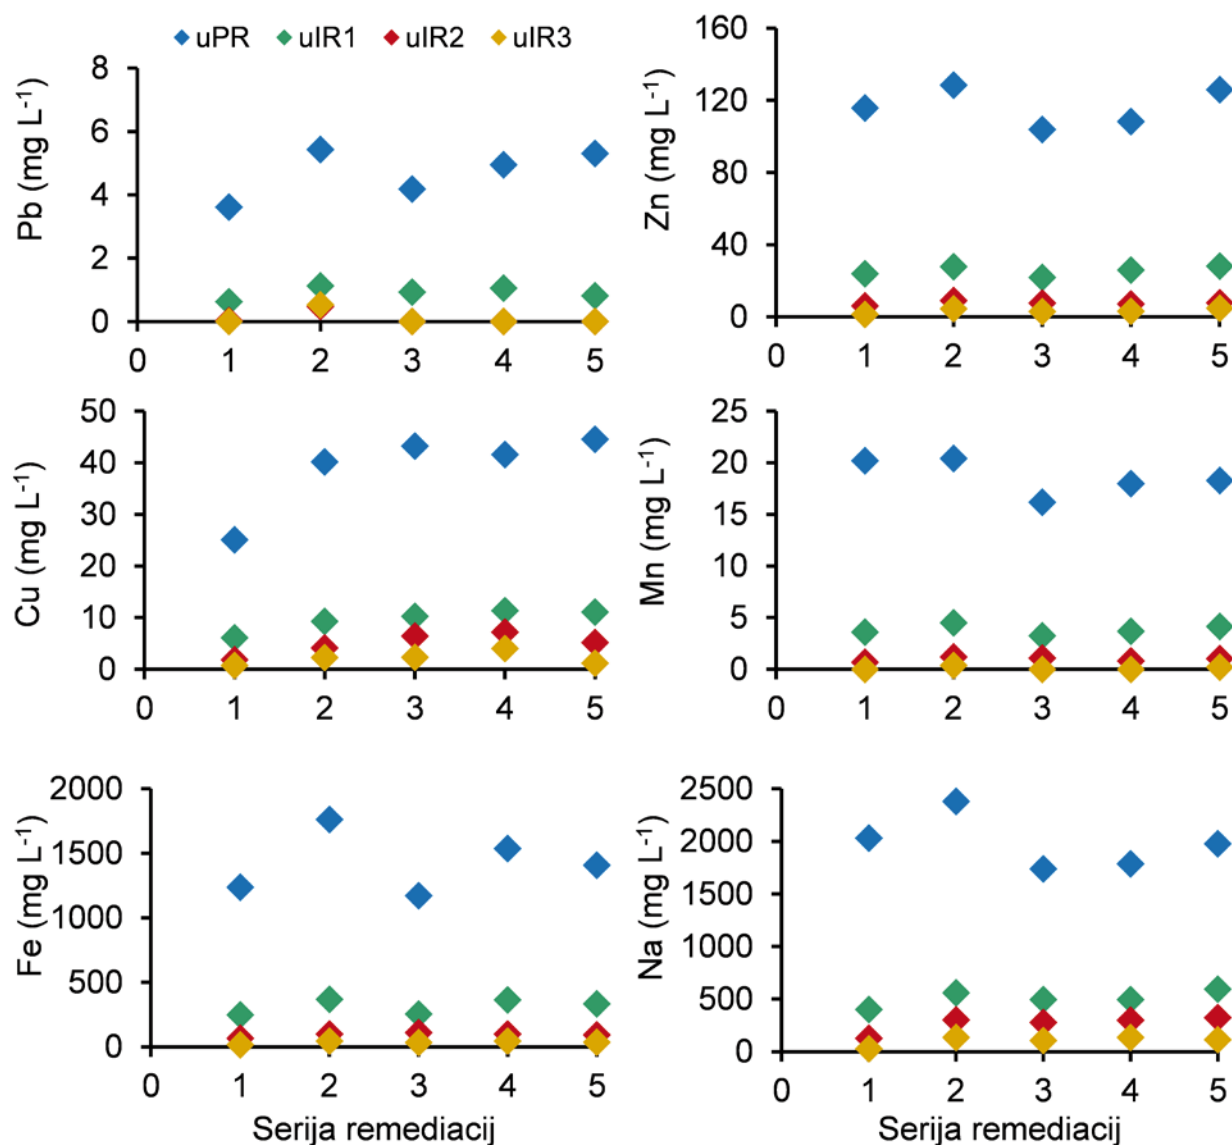 uPR uIR1 uIR2 uIR3
Pb (mg L⁻¹)
8
6
4
2
0
0 1 2 3 4 5
Zn (mg L⁻¹)
160
120
80
40
0
0 1 2 3 4 5
Cu (mg L⁻¹)
50
40
30
20
10
0
0 1 2 3 4 5
Mn (mg L⁻¹)
25
20
15
10
5
0
0 1 2 3 4 5
Fe (mg L⁻¹)
2000
1500
1000
500
0
0 1 2 3 4 5
Serija remediacij
Na (mg L⁻¹)
2500
2000
1500
1000
500
0
0 1 2 3 4 5
Serija remediacij